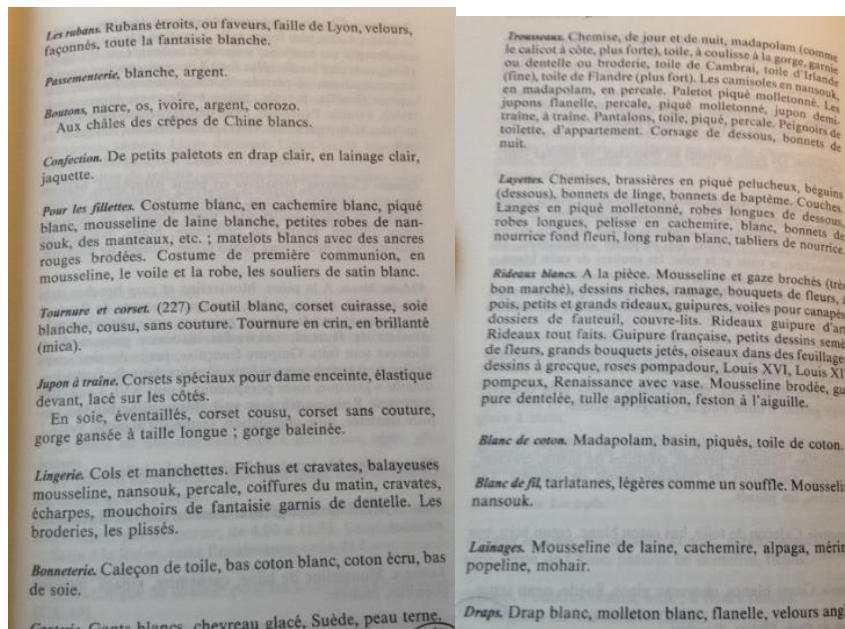 Les rubans. Rubans étroits, ou faveurs, faille de Lyon, velours,
façonnés, toute la fantaisie blanche.
Passementerie, blanche, argent.
Boutons, nacre, os, ivoire, argent, corozo.
Aux châles des crêpes de Chine blancs.
Confection. De petits paletots en drap clair, en lainage clair,
jaquette.
Pour les fillettes. Costume blanc, en cachemire blanc, piqué
blanc, mousseline de laine blanche, petites robes de nan-
souk, des manteaux, etc. ; matelots blancs avec des ancres
rouges brodées. Costume de première communion, en
mousseline, le voile et la robe, les souliers de satin blanc.
Tournure et corset. (227) Coutil blanc, corset cuirasse, soie
blanche, cousu, sans couture. Tournure en crin, en brillanté
(mica).
Jupon à traîne. Corsets spéciaux pour dame enceinte, élastique
devant, lacé sur les côtés.
En soie, éventaillés, corset cousu, corset sans couture,
gorge gansée à taille longue ; gorge baleinée.
Lingerie. Cols et manchettes. Fichus et cravates, balayeuses
mousseline, nansouk, percale, coiffures du matin, cravates,
écharpes, mouchoirs de fantaisie garnis de dentelle. Les
broderies, les plissés.
Bonneterie. Caleçon de toile, bas coton blanc, coton écru, bas
de soie.
Ganterie. Gants blancs, chevreau glacé, Suède, peau terne.
Trousseaux. Chemise, de jour et de nuit, madapolam (comme
le calicot à côte, plus forte), toile, à coulisse à la gorge, garnie
ou dentelle ou broderie, toile de Cambrai, toile d'Irlande
(fine), toile de Flandre (plus fort). Les camisoles en nansouk,
en madapolam, en percale. Paletot piqué molletonné. Les
jupons flanelle, percale, piqué molletonné, jupon demi-
traîne, à traîne. Pantalons, toile, piqué, percale. Peignoirs de
toilette, d'appartement. Corsage de dessous, bonnets de
nuit.
Layettes. Chemises, brassières en piqué pelucheux, béguins
(dessous), bonnets de linge, bonnets de baptême. Couches.
Langes en piqué molletonné, robes longues de dessous,
robes longues, pelisse en cachemire, blanc, bonnets de
nourrice fond fleuri, long ruban blanc, tabliers de nourrice.
Rideaux blancs. A la pièce. Mousseline et gaze brochés (très
bon marché), dessins riches, ramage, bouquets de fleurs, à
pois, petits et grands rideaux, guipures, voiles pour canapés,
dossiers de fauteuil, couvre-lits. Rideaux guipure d'art
Rideaux tout faits. Guipure française, petits dessins semé
de fleurs, grands bouquets jetés, oiseaux dans des feuillage
dessins à grecque, roses pompadour, Louis XVI, Louis XI
pompeux, Renaissance avec vase. Mousseline brodée, gu
pure dentelée, tulle application, feston à l'aiguille.
Blanc de coton. Madapolam, basin, piqués, toile de coton.
Blanc de fil, tarlatanes, légères comme un souffle. Mousseli
nansouk.
Lainages. Mousseline de laine, cachemire, alpaga, mérin
popeline, mohair.
Draps. Drap blanc, molleton blanc, flanelle, velours ang